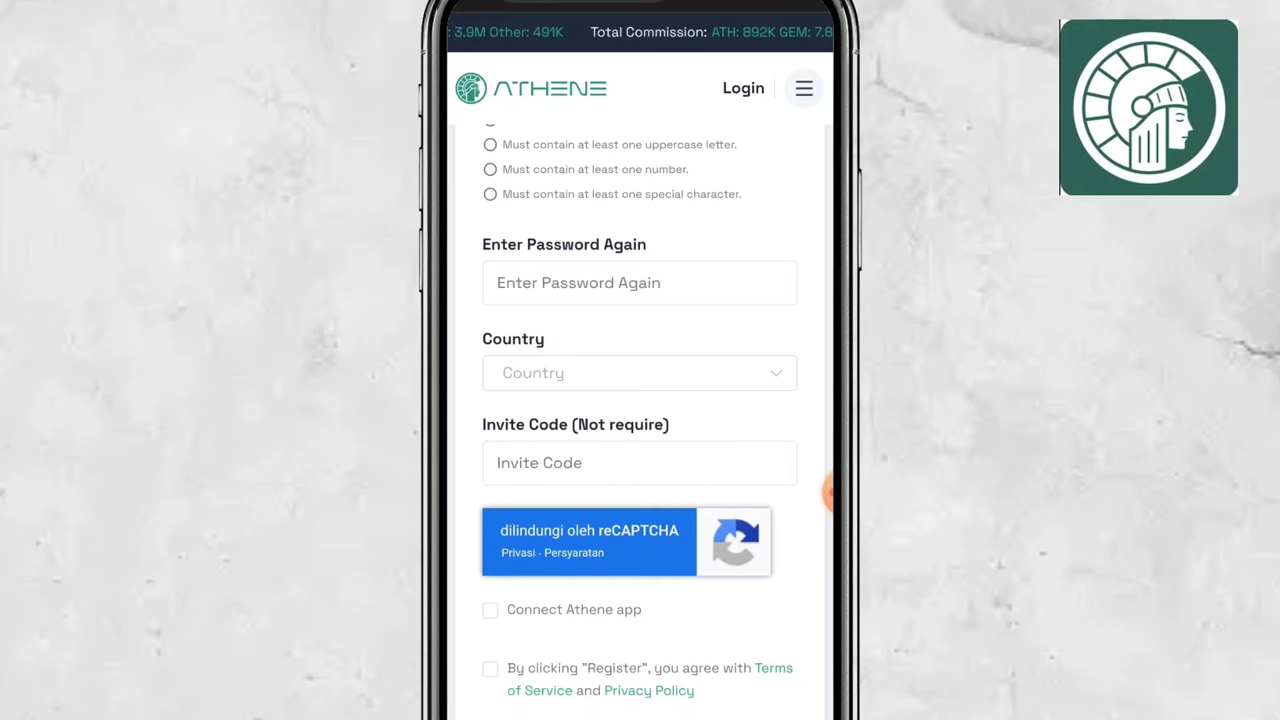 : 3.9M Other: 491K Total Commission: ATH: 892K GEM: 7.8
ATHENE
Login
Must contain at least one uppercase letter.
Must contain at least one number.
Must contain at least one special character.
Enter Password Again
Enter Password Again
Country
Country
Invite Code (Not require)
Invite Code
dilindungi oleh reCAPTCHA
Privasi - Persyaratan
Connect Athene app
By clicking "Register", you agree with Terms
of Service and Privacy Policy